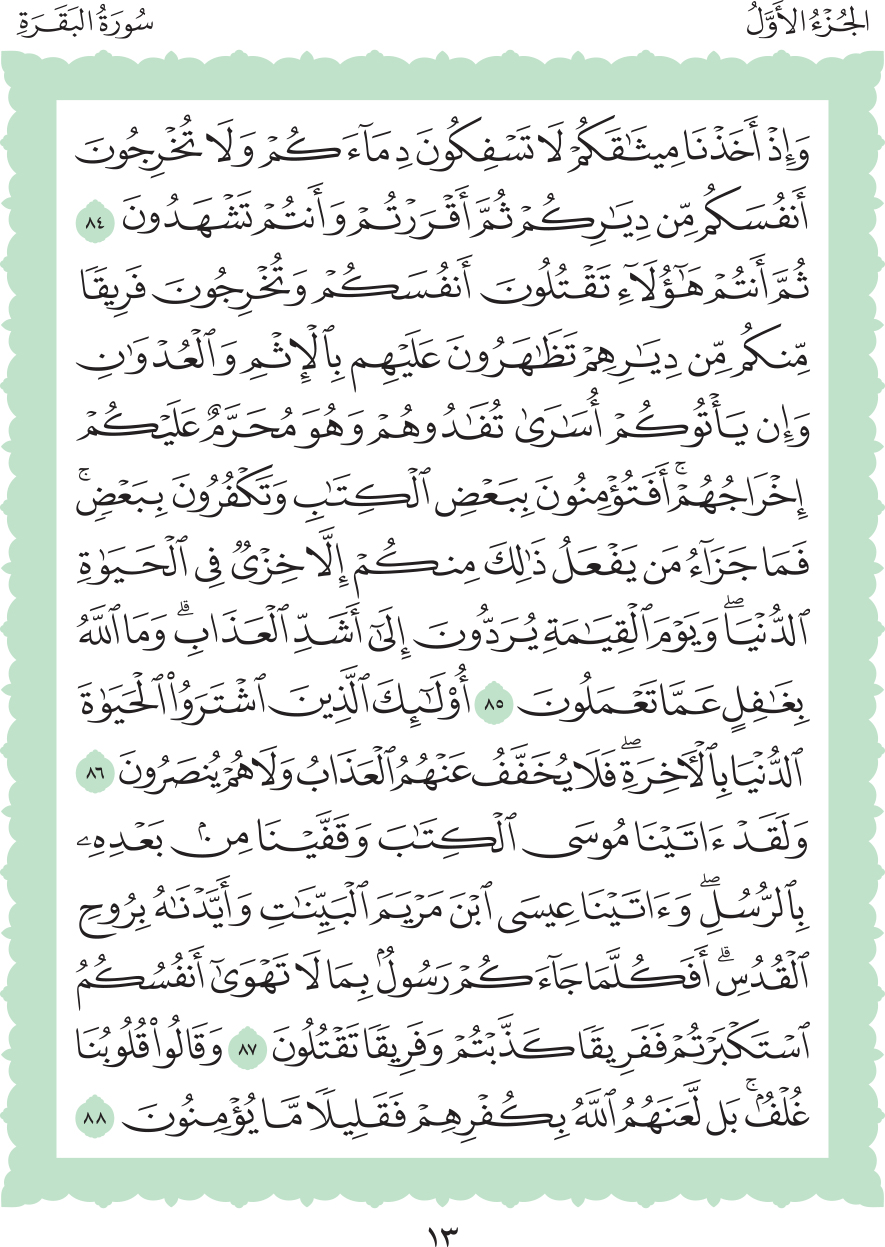 الجُزْءُ الأَوَّلُ
سُورَةُ البَقَرَةِ
وَإِذْ أَخَذْنَا مِيثَٰقَكُمْ لَا تَسْفِكُونَ دِمَآءَكُمْ وَلَا تُخْرِجُونَ
أَنفُسَكُم مِّن دِيَٰرِكُمْ ثُمَّ أَقْرَرْتُمْ وَأَنتُمْ تَشْهَدُونَ ٨٤
ثُمَّ أَنتُمْ هَٰٓؤُلَآءِ تَقْتُلُونَ أَنفُسَكُمْ وَتُخْرِجُونَ فَرِيقًا
مِّنكُم مِّن دِيَٰرِهِمْ تَظَٰهَرُونَ عَلَيْهِم بِٱلْإِثْمِ وَٱلْعُدْوَٰنِ
وَإِن يَأْتُوكُمْ أُسَٰرَىٰ تُفَٰدُوهُمْ وَهُوَ مُحَرَّمٌ عَلَيْكُمْ
إِخْرَاجُهُمْۚ أَفَتُؤْمِنُونَ بِبَعْضِ ٱلْكِتَٰبِ وَتَكْفُرُونَ بِبَعْضٍۚ
فَمَا جَزَآءُ مَن يَفْعَلُ ذَٰلِكَ مِنكُمْ إِلَّا خِزْىٌ فِى ٱلْحَيَوٰةِ
ٱلدُّنْيَاۖ وَيَوْمَ ٱلْقِيَٰمَةِ يُرَدُّونَ إِلَىٰٓ أَشَدِّ ٱلْعَذَابِۗ وَمَا ٱللَّهُ
بِغَٰفِلٍ عَمَّا تَعْمَلُونَ ٨٥ أُو۟لَٰٓئِكَ ٱلَّذِينَ ٱشْتَرَوُا۟ ٱلْحَيَوٰةَ
ٱلدُّنْيَا بِٱلْأَخِرَةِۖ فَلَا يُخَفَّفُ عَنْهُمُ ٱلْعَذَابُ وَلَا هُمْ يُنصَرُونَ ٨٦
وَلَقَدْ ءَاتَيْنَا مُوسَى ٱلْكِتَٰبَ وَقَفَّيْنَا مِنۢ بَعْدِهِۦ
بِٱلرُّسُلِۖ وَءَاتَيْنَا عِيسَى ٱبْنَ مَرْيَمَ ٱلْبَيِّنَٰتِ وَأَيَّدْنَٰهُ بِرُوحِ
ٱلْقُدُسِۗ أَفَكُلَّمَا جَآءَكُمْ رَسُولُۢ بِمَا لَا تَهْوَىٰٓ أَنفُسُكُمُ
ٱسْتَكْبَرْتُمْ فَفَرِيقًا كَذَّبْتُمْ وَفَرِيقًا تَقْتُلُونَ ٨٧ وَقَالُوا۟ قُلُوبُنَا
غُلْفُۢۚ بَل لَّعَنَهُمُ ٱللَّهُ بِكُفْرِهِمْ فَقَلِيلًا مَّا يُؤْمِنُونَ ٨٨
١٣